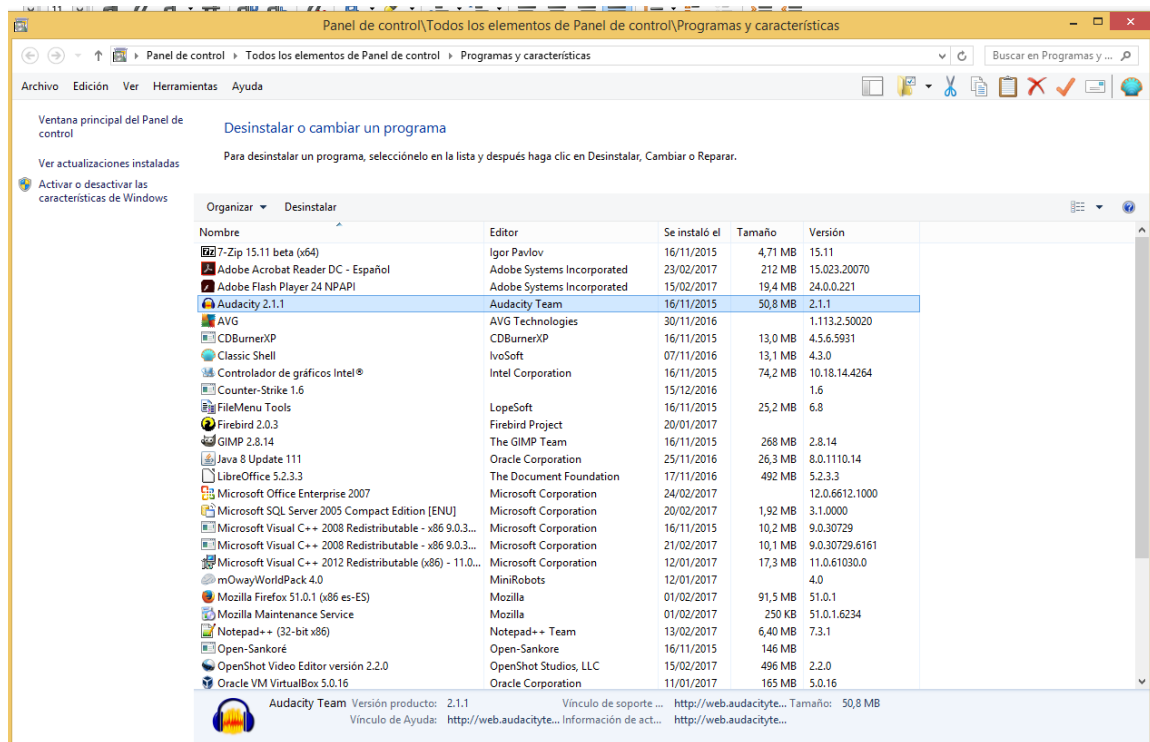 11
Panel de control\Todos los elementos de Panel de control\Programas y características
Panel de control Todos los elementos de Panel de control Programas y características
Buscar en Programas y ...
Archivo Edición Ver Herramientas Ayuda
Ventana principal del Panel de control
Ver actualizaciones instaladas
Activar o desactivar las características de Windows
Desinstalar o cambiar un programa
Para desinstalar un programa, selecciónelo en la lista y después haga clic en Desinstalar, Cambiar o Reparar.
Organizar Desinstalar
Nombre Editor Se instaló el Tamaño Versión
7-Zip 15.11 beta (x64) Igor Pavlov 16/11/2015 4,71 MB 15.11
Adobe Acrobat Reader DC - Español Adobe Systems Incorporated 23/02/2017 212 MB 15.023.20070
Adobe Flash Player 24 NPAPI Adobe Systems Incorporated 15/02/2017 19,4 MB 24.0.0.221
Audacity 2.1.1 Audacity Team 16/11/2015 50,8 MB 2.1.1
AVG AVG Technologies 30/11/2016 1.113.2.50020
CDBurnerXP CDBurnerXP 16/11/2015 13,0 MB 4.5.6.5931
Classic Shell IvoSoft 07/11/2016 13,1 MB 4.3.0
Controlador de gráficos Intel® Intel Corporation 16/11/2015 74,2 MB 10.18.14.4264
Counter-Strike 1.6 15/12/2016 1.6
FileMenu Tools LopeSoft 16/11/2015 25,2 MB 6.8
Firebird 2.0.3 Firebird Project 20/01/2017
GIMP 2.8.14 The GIMP Team 16/11/2015 268 MB 2.8.14
Java 8 Update 111 Oracle Corporation 25/11/2016 26,3 MB 8.0.1110.14
LibreOffice 5.2.3.3 The Document Foundation 17/11/2016 492 MB 5.2.3.3
Microsoft Office Enterprise 2007 Microsoft Corporation 24/02/2017 12.0.6612.1000
Microsoft SQL Server 2005 Compact Edition [ENU] Microsoft Corporation 20/02/2017 1,92 MB 3.1.0000
Microsoft Visual C++ 2008 Redistributable - x86 9.0.3... Microsoft Corporation 16/11/2015 10,2 MB 9.0.30729
Microsoft Visual C++ 2008 Redistributable - x86 9.0.3... Microsoft Corporation 21/02/2017 10,1 MB 9.0.30729.6161
Microsoft Visual C++ 2012 Redistributable (x86) - 11.0... Microsoft Corporation 12/01/2017 17,3 MB 11.0.61030.0
mOwayWorldPack 4.0 MiniRobots 12/01/2017 4.0
Mozilla Firefox 51.0.1 (x86 es-ES) Mozilla 01/02/2017 91,5 MB 51.0.1
Mozilla Maintenance Service Mozilla 01/02/2017 250 KB 51.0.1.6234
Notepad++ (32-bit x86) Notepad++ Team 13/02/2017 6,40 MB 7.3.1
Open-Sankoré Open-Sankore 16/11/2015 146 MB
OpenShot Video Editor versión 2.2.0 OpenShot Studios, LLC 15/02/2017 496 MB 2.2.0
Oracle VM VirtualBox 5.0.16 Oracle Corporation 11/01/2017 165 MB 5.0.16
Audacity Team Versión producto: 2.1.1 Vínculo de soporte ... http://web.audacityte... Tamaño: 50,8 MB
Vínculo de Ayuda: http://web.audacityte... Información de act... http://web.audacityte...